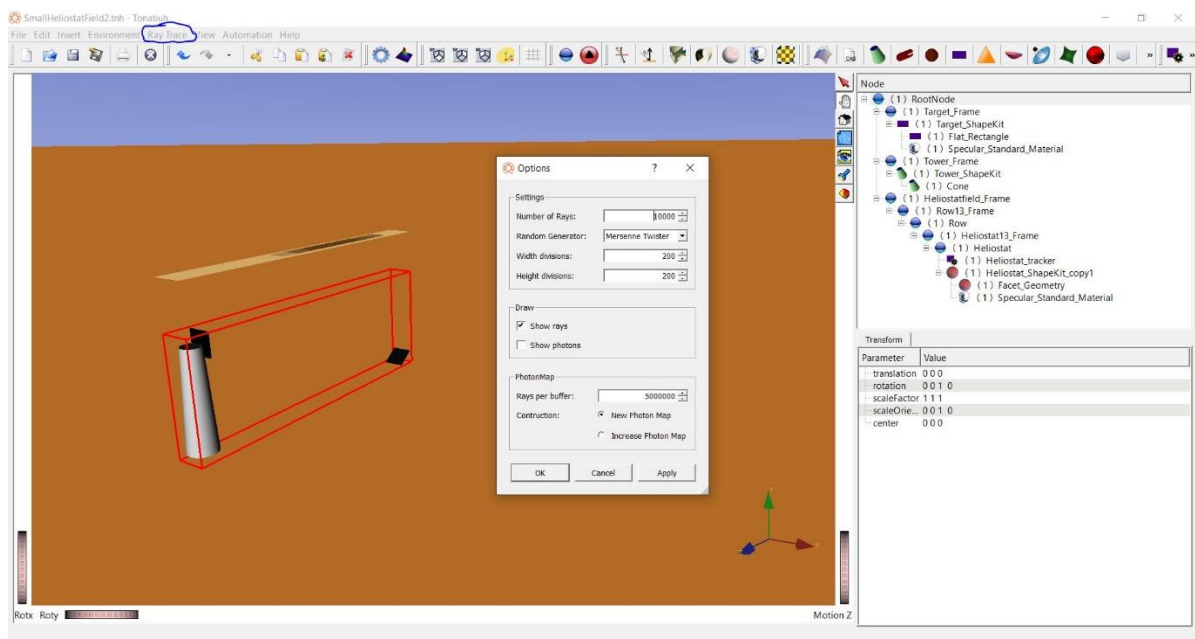 SmallHeliostatField2.tnh - Tonatiuh
File Edit Insert Environment Ray Trace View Automation Help
CAD
»
»
Options ? ×
Settings
Number of Rays: 10000
Random Generator: Mersenne Twister
Width divisions: 200
Height divisions: 200
Draw
Show rays
Show photons
PhotonMap
Rays per buffer: 5000000
Contruction: New Photon Map
Increase Photon Map
OK Cancel Apply
Rotx Roty
Motion Z
Node
(1) RootNode
(1) Target_Frame
(1) Target_ShapeKit
(1) Flat_Rectangle
(1) Specular_Standard_Material
(1) Tower_Frame
(1) Tower_ShapeKit
(1) Cone
(1) Heliostatfield_Frame
(1) Row13_Frame
(1) Row
(1) Heliostat13_Frame
(1) Heliostat
(1) Heliostat_tracker
(1) Heliostat_ShapeKit_copy1
(1) Facet_Geometry
(1) Specular_Standard_Material
Transform
Parameter Value
translation 0 0 0
rotation 0 0 1 0
scaleFactor 1 1 1
scaleOrie... 0 0 1 0
center 0 0 0